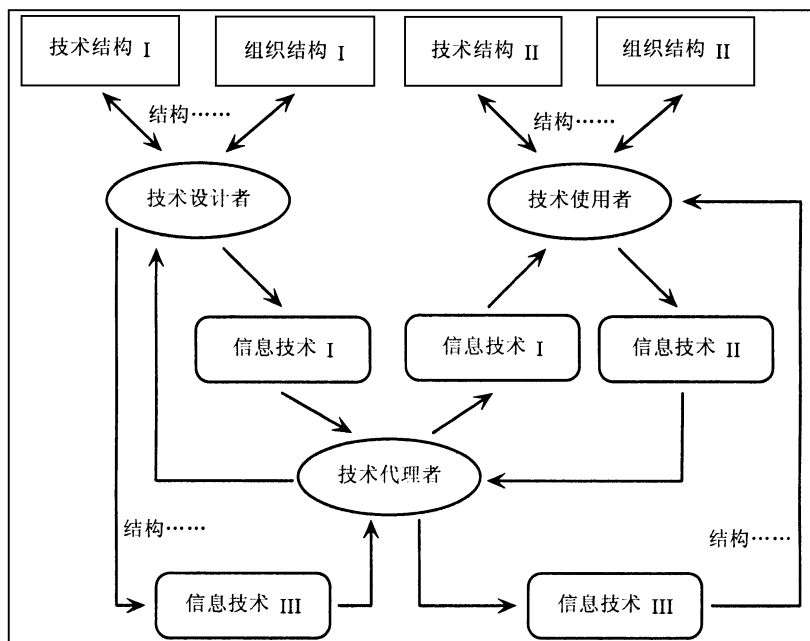 技术结构 I
组织结构 I
技术结构 II
组织结构 II
结构……
结构……
技术设计者
技术使用者
信息技术 I
信息技术 I
信息技术 II
技术代理者
结构……
结构……
信息技术 III
信息技术 III